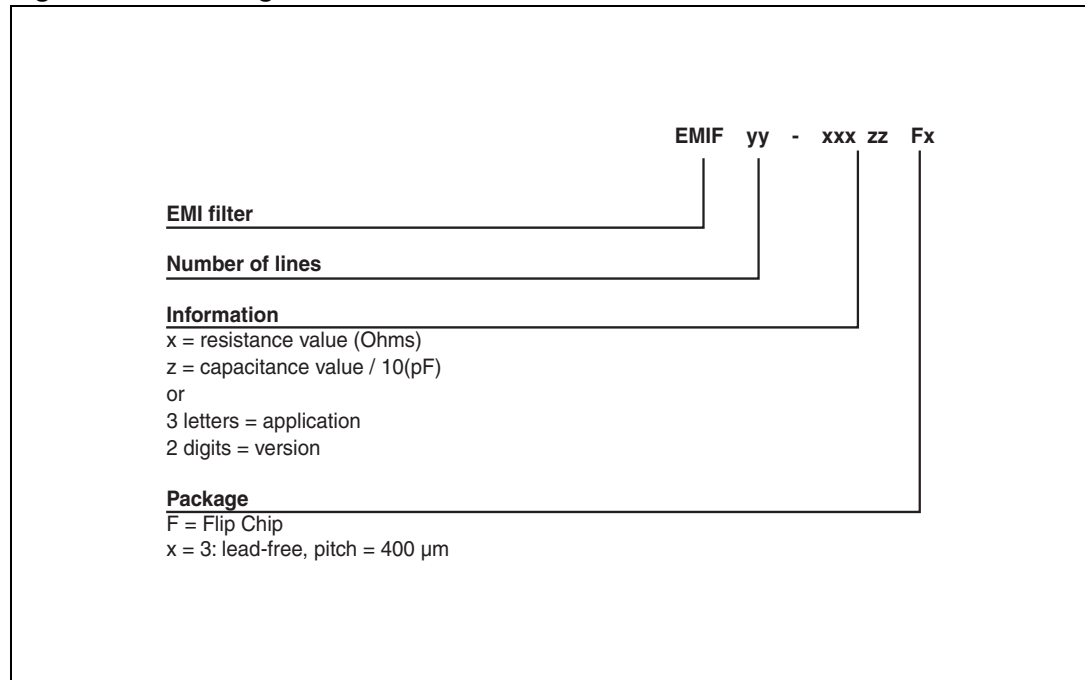 EMIF yy - xxx zz Fx
EMI filter
Number of lines
Information
x = resistance value (Ohms)
z = capacitance value / 10(pF)
or
3 letters = application
2 digits = version
Package
F = Flip Chip
x = 3: lead-free, pitch = 400 µm